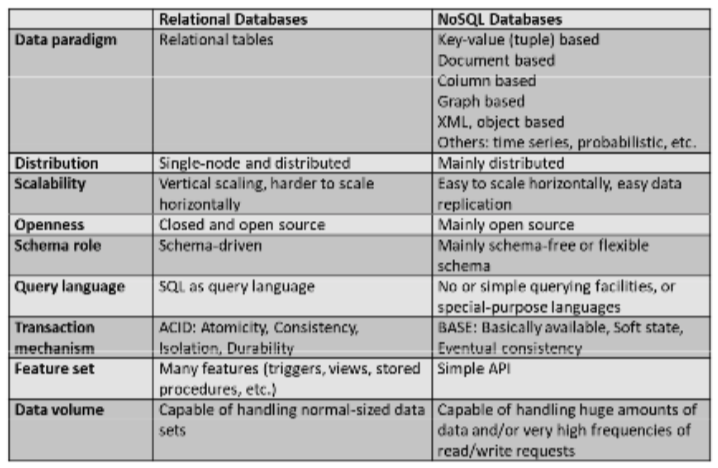 Relational Databases
NoSQL Databases
Data paradigm
Relational tables
Key-value (tuple) based
Document based
Column based
Graph based
XML, object based
Others: time series, probabilistic, etc.
Distribution
Single-node and distributed
Mainly distributed
Scalability
Vertical scaling, harder to scale
horizontally
Easy to scale horizontally, easy data
replication
Openness
Closed and open source
Mainly open source
Schema role
Schema-driven
Mainly schema-free or flexible
schema
Query language
SQL as query language
No or simple querying facilities, or
special-purpose languages
Transaction
mechanism
ACID: Atomicity, Consistency,
Isolation, Durability
BASE: Basically available, Soft state,
Eventual consistency
Feature set
Many features (triggers, views, stored
procedures, etc.)
Simple API
Data volume
Capable of handling normal-sized data
sets
Capable of handling huge amounts of
data and/or very high frequencies of
read/write requests